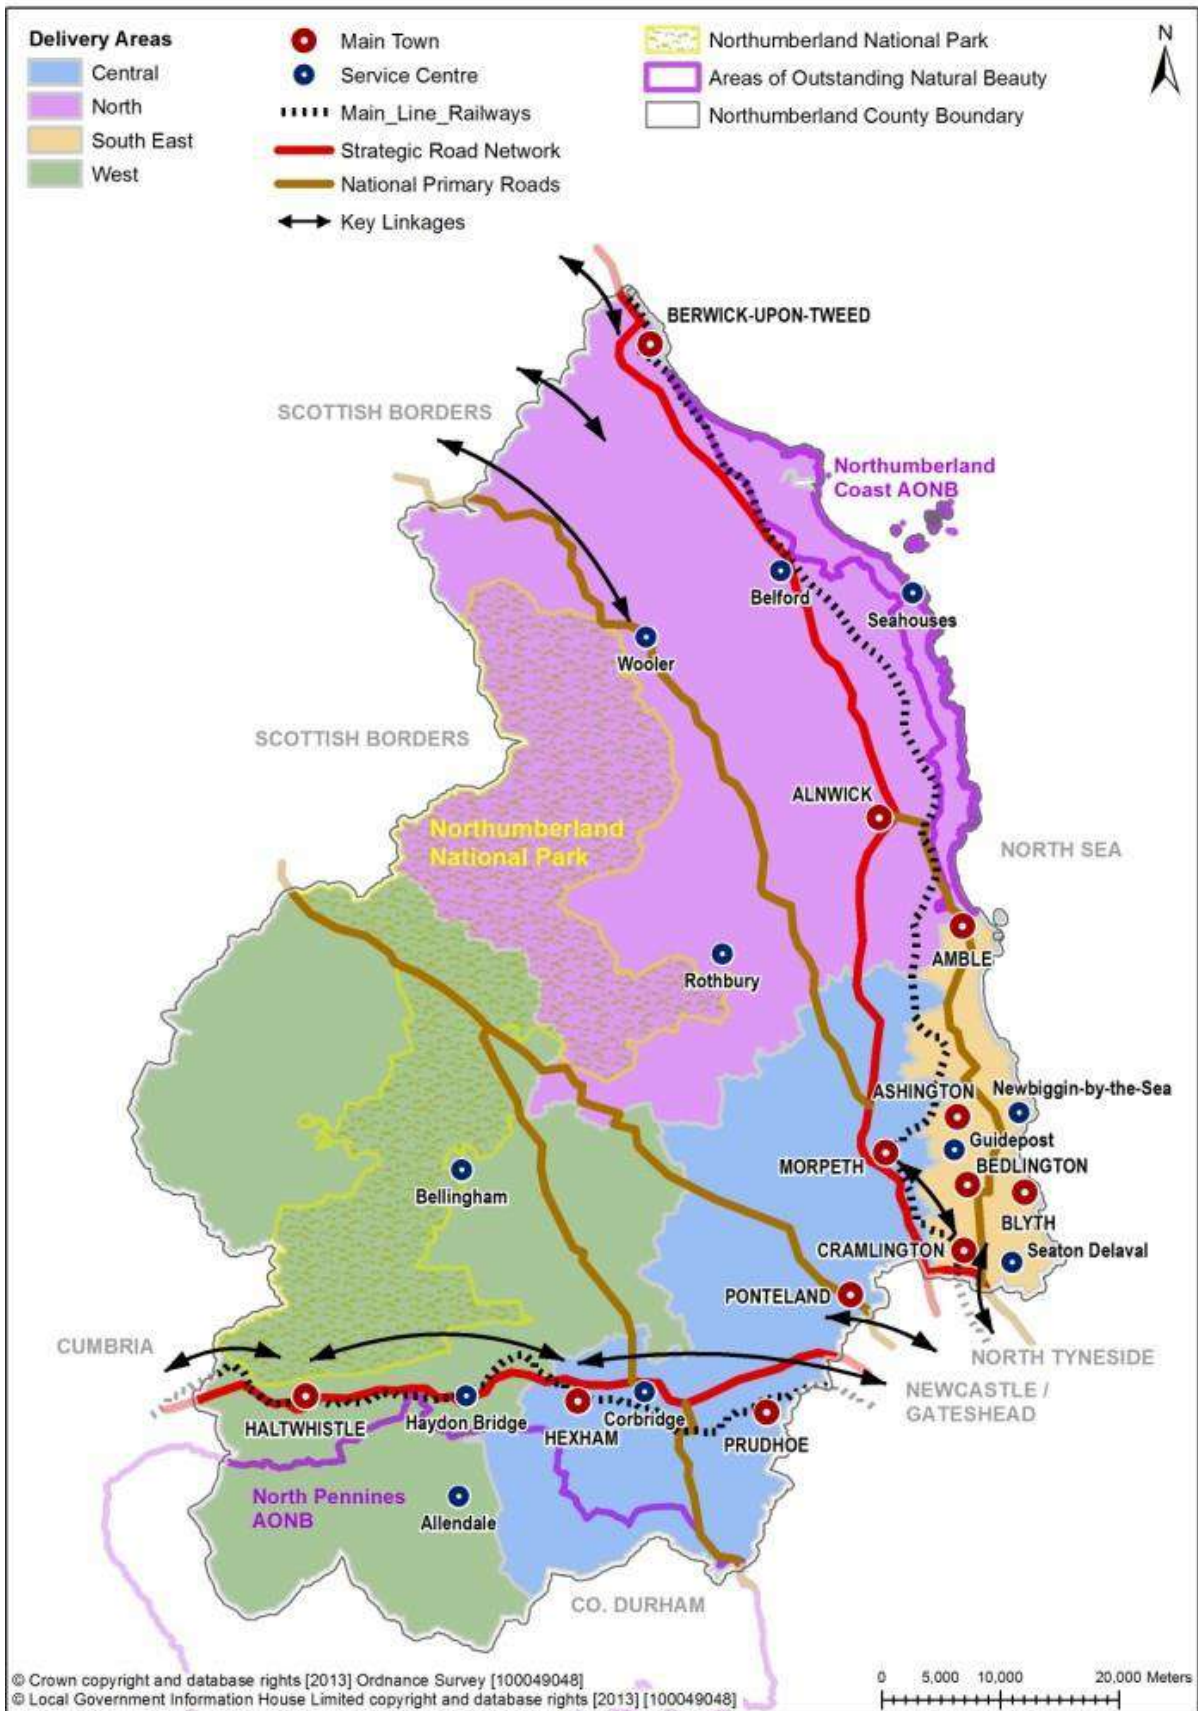 Delivery Areas
Central
North
South East
West
Main Town
Service Centre
Main_Line_Railways
Strategic Road Network
National Primary Roads
Key Linkages
Northumberland National Park
Areas of Outstanding Natural Beauty
Northumberland County Boundary
N
BERWICK-UPON-TWEED
SCOTTISH BORDERS
Northumberland
Coast AONB
Belford
Seahouses
Wooler
SCOTTISH BORDERS
ALNWICK
Northumberland
National Park
NORTH SEA
AMBLE
Rothbury
ASHINGTON
Newbiggin-by-the-Sea
Guidepost
MORPETH
BEDLINGTON
Bellingham
BLYTH
CRAMLINGTON
Seaton Delaval
PONTELAND
CUMBRIA
NORTH TYNESIDE
NEWCASTLE /
GATESHEAD
HALTWHISTLE
Haydon Bridge
HEXHAM
Corbridge
PRUDHOE
North Pennines
AONB
Allendale
CO. DURHAM
© Crown copyright and database rights [2013] Ordnance Survey [100049048]
© Local Government Information House Limited copyright and database rights [2013] [100049048]
0 5,000 10,000 20,000 Meters